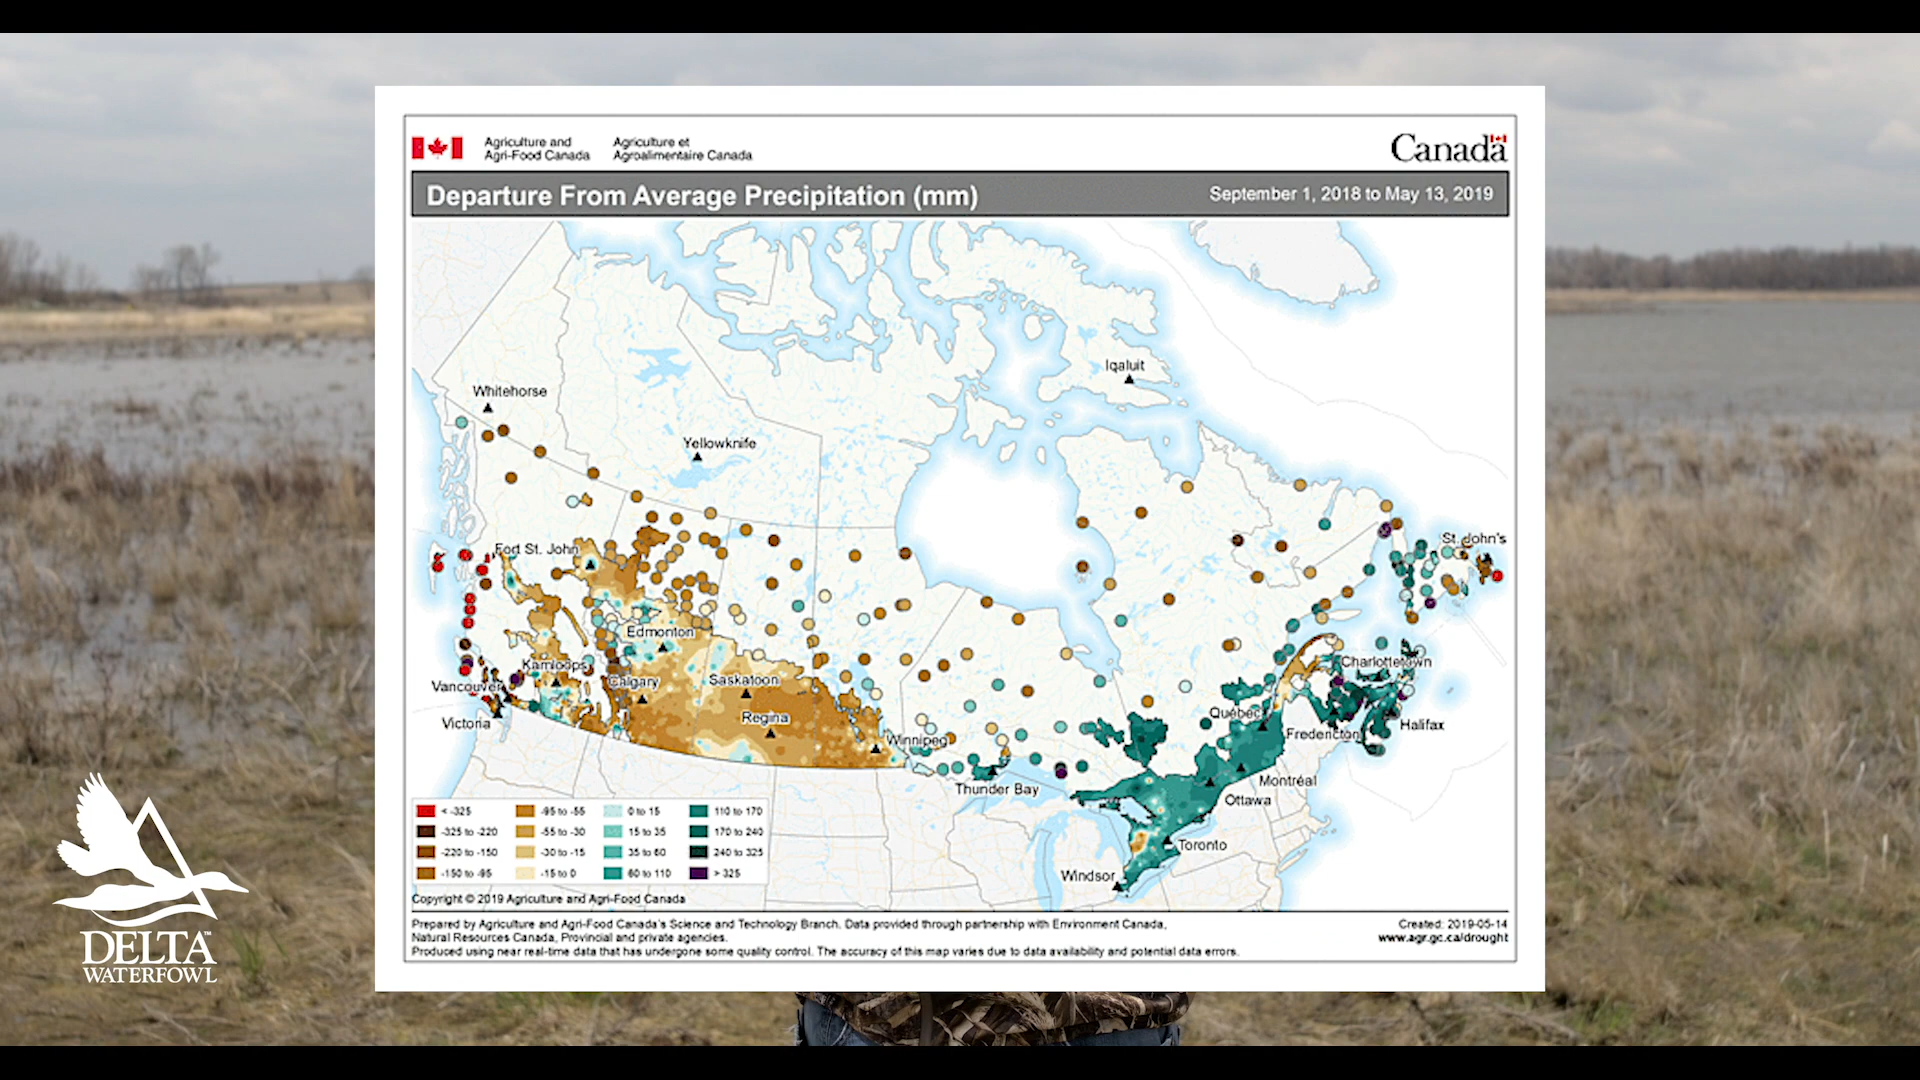 Agriculture and Agriculture et
Agri-Food Canada Agroalimentaire Canada
Canada
Departure From Average Precipitation (mm) September 1, 2018 to May 13, 2019
Iqaluit
Whitehorse
Yellowknife
St. John's
Fort St. John
Edmonton
Charlottetown
Kamloops
Calgary
Saskatoon
Vancouver
Québec
Regina
Victoria
Halifax
Fredericton
Winnipeg
Montréal
Thunder Bay
Ottawa
Toronto
Windsor
< -325 -95 to -55 0 to 15 110 to 170
-325 to -220 -55 to -30 15 to 35 170 to 240
-220 to -150 -30 to -15 35 to 60 240 to 325
-150 to -95 -15 to 0 60 to 110 > 325
Copyright © 2019 Agriculture and Agri-Food Canada
Prepared by Agriculture and Agri-Food Canada's Science and Technology Branch. Data provided through partnership with Environment Canada,
Natural Resources Canada, Provincial and private agencies.
Produced using near real-time data that has undergone some quality control. The accuracy of this map varies due to data availability and potential data errors.
Created: 2019-05-14
www.agr.gc.ca/drought
DELTA™
WATERFOWL